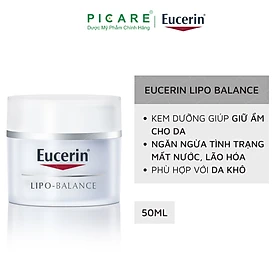 PICARE
Dược Mỹ Phẩm Chính Hãng
Eucerin
EUCERIN LIPO BALANCE
• KEM DƯỠNG GIÚP GIỮ ẨM
CHO DA
• NGĂN NGỪA TÌNH TRẠNG
MẤT NƯỚC, LÃO HÓA
• PHÙ HỢP VỚI DA KHÔ
50ML
Eucerin®
LIPO-BALANCE